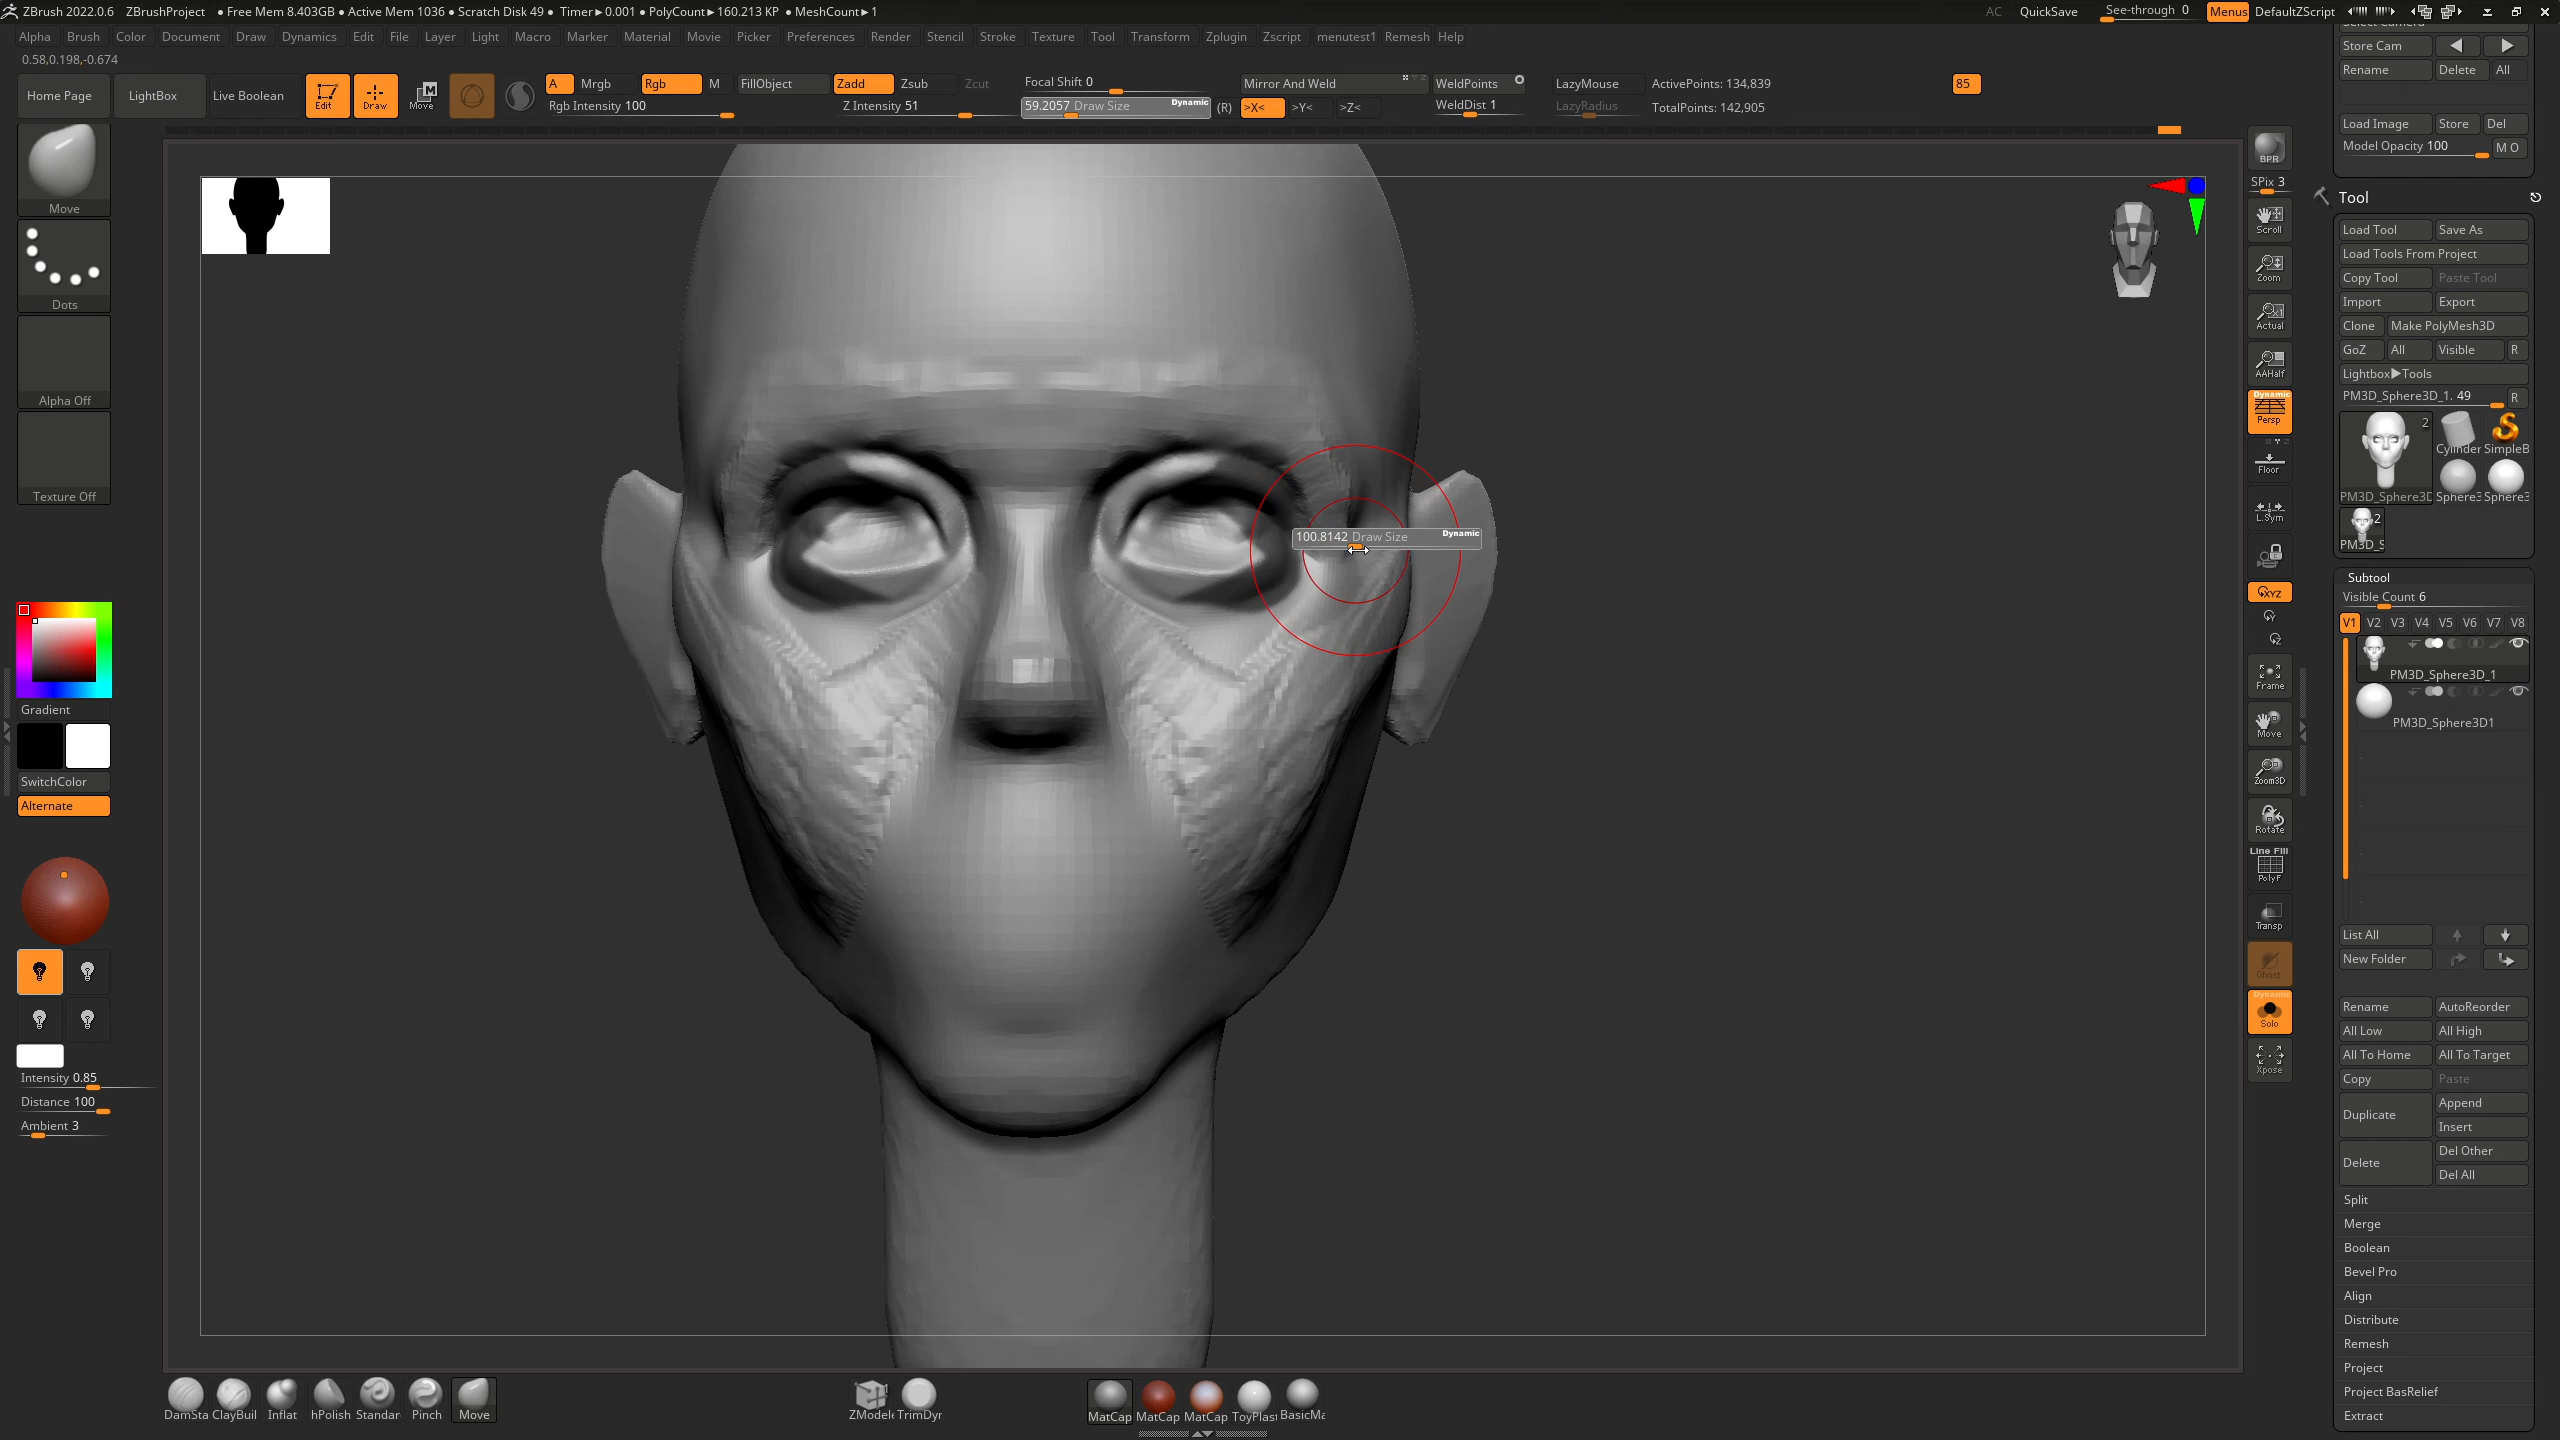 ZBrush 2022.0.6 ZBrushProject ● Free Mem 8.403GB ● Active Mem 1036 ● Scratch Disk 49 ● Timer►0.001 ● PolyCount►160.213 KP ● MeshCount►1 AC QuickSave See-through 0 Menus DefaultZScript
Alpha Brush Color Document Draw Dynamics Edit File Layer Light Macro Marker Material Movie Picker Preferences Render Stencil Stroke Texture Tool Transform Zplugin Zscript menutest1 Remesh Help
0.58,0.198,-0.674
Home Page LightBox Live Boolean Edit Draw Move
A Mrgb Rgb M FillObject Zadd Zsub Zcut Focal Shift 0 Mirror And Weld WeldPoints LazyMouse ActivePoints: 134,839 85
Rgb Intensity 100 Z Intensity 51 59.2057 Draw Size Dynamic (R) >X< >Y< >Z< WeldDist 1 LazyRadius TotalPoints: 142,905
Move
Dots
Alpha Off
Texture Off
Gradient
SwitchColor
Alternate
Intensity 0.85
Distance 100
Ambient 3
100.8142 Draw Size Dynamic
BPR
SPix 3
Scroll
Zoom
Actual
AAHalf
Dynamic
Persp
Floor
L.Sym
XYZ
Frame
Move
Zoom3D
Rotate
Line Fill
PolyF
Transp
Ghost
Dynamic
Solo
Xpose
Store Cam
Rename Delete All
Load Image Store Del
Model Opacity 100 M O
Tool
Load Tool Save As
Load Tools From Project
Copy Tool Paste Tool
Import Export
Clone Make PolyMesh3D
GoZ All Visible R
Lightbox►Tools
PM3D_Sphere3D_1. 49 R
2
Cylinder SimpleB
PM3D_Sphere3D Sphere3 Sphere3
2
PM3D_S
Subtool
Visible Count 6
V1 V2 V3 V4 V5 V6 V7 V8
PM3D_Sphere3D_1
PM3D_Sphere3D1
List All
New Folder
Rename AutoReorder
All Low All High
All To Home All To Target
Copy Paste
Duplicate Append
Insert
Delete Del Other
Del All
Split
Merge
Boolean
Bevel Pro
Align
Distribute
Remesh
Project
Project BasRelief
Extract
DamSta ClayBuil Inflat hPolish Standar Pinch Move ZModele TrimDyr MatCap MatCap MatCap ToyPlast BasicMa